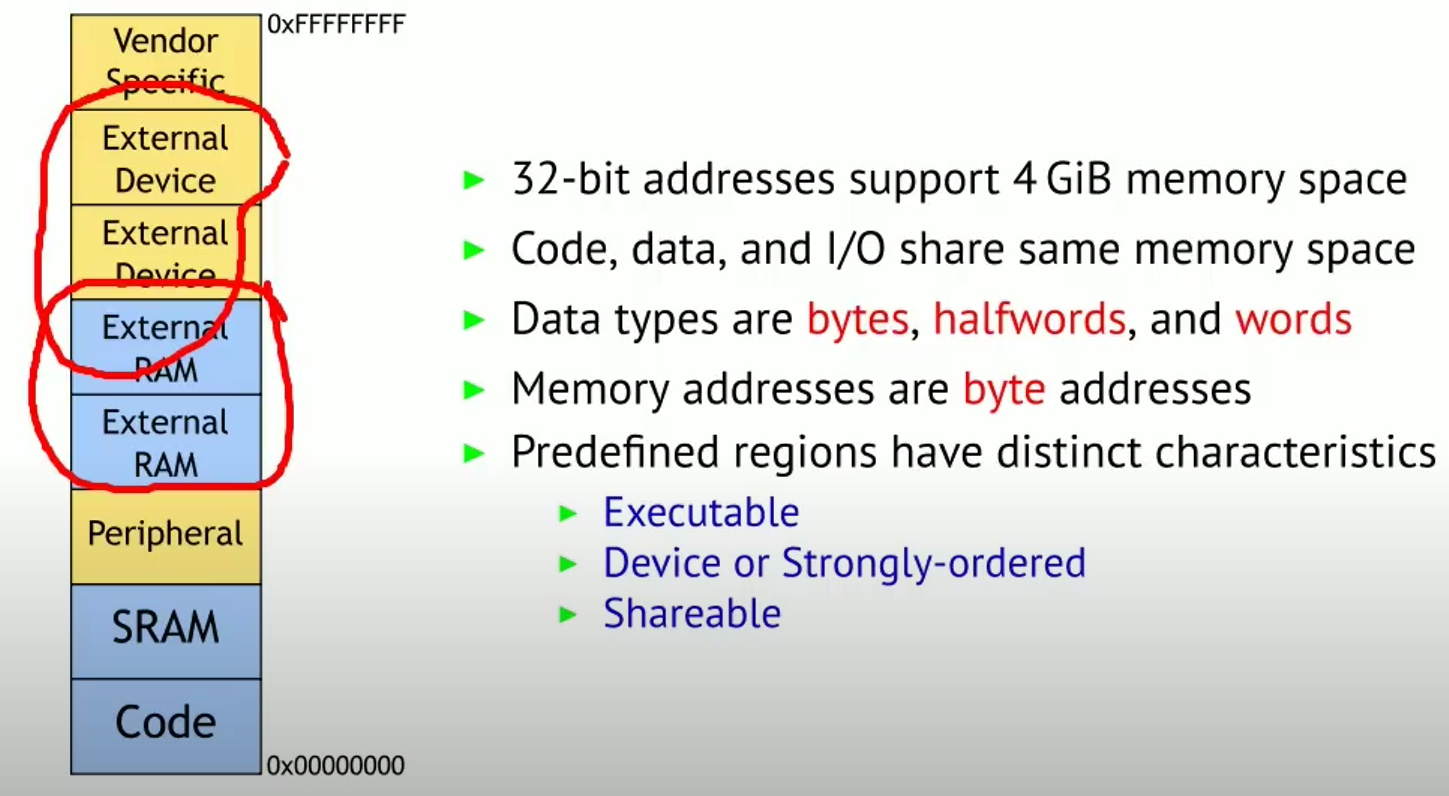 0xFFFFFFFF
Vendor
Specific
External
Device
External
Device
External
RAM
External
RAM
Peripheral
SRAM
Code
0x00000000
32-bit addresses support 4 GiB memory space
Code, data, and I/O share same memory space
Data types are bytes, halfwords, and words
Memory addresses are byte addresses
Predefined regions have distinct characteristics
Executable
Device or Strongly-ordered
Shareable